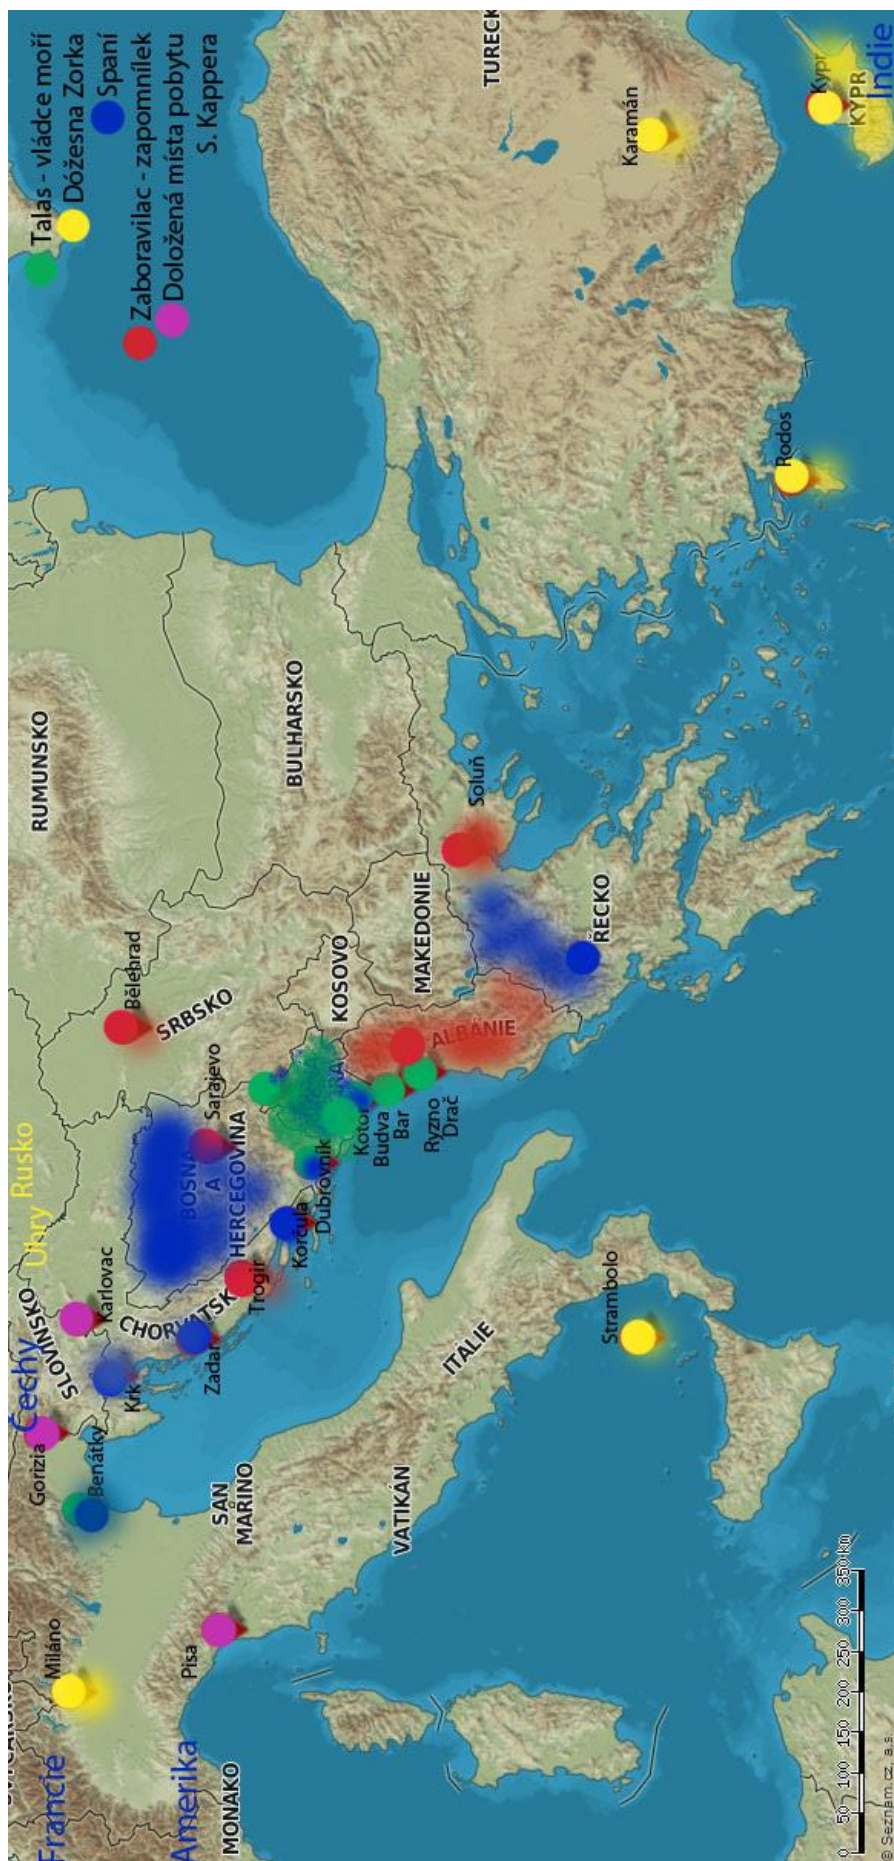 Talas - vládce moří
Dóžesna Zorka
Spaní
Zaboravilac - zapomnílek
Doložená místa pobytu
S. Kappera
Francie
Amerika
Čechy
Uhry Rusko
Indie
Miláno
Gorizia
Benátky
Pisa
MONAKO
SAN
MARINO
VATIKÁN
ITÁLIE
SLOVINSKO
Karlovac
Krk
CHORVATSK
Zadar
Trogir
BOSNA
A
HERCEGOVINA
Sarajevo
Korčula
Dubrovník
Kotor
Budva
Bar
Ryzno
Drač
Bělehrad
SRBSKO
KOSOVO
MAKEDONIE
ALBÁNIE
ŘECKO
Soluň
RUMUNSKO
BULHARSKO
Strambolo
Rodos
Karamán
TURECK
Kypr
KYPR
0 50 100 150 200 250 300 350 km
© Seznam.cz, a.s.